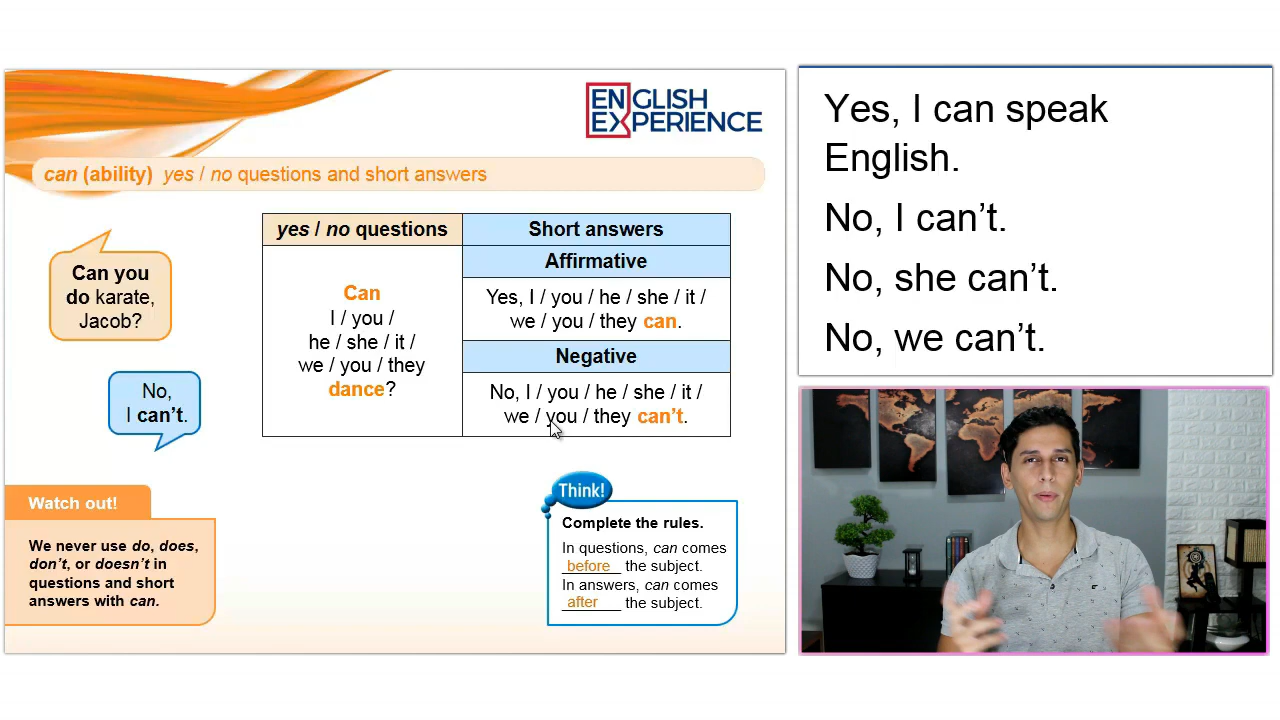 ENGLISH
EXPERIENCE
can (ability) yes / no questions and short answers
Can you
do karate,
Jacob?
No,
I can't.
yes / no questions
Can
I / you /
he / she / it /
we / you / they
dance?
Short answers
Affirmative
Yes, I / you / he / she / it /
we / you / they can.
Negative
No, I / you / he / she / it /
we / you / they can't.
Watch out!
We never use do, does,
don't, or doesn't in
questions and short
answers with can.
Think!
Complete the rules.
In questions, can comes
before the subject.
In answers, can comes
after the subject.
Yes, I can speak
English.
No, I can't.
No, she can't.
No, we can't.